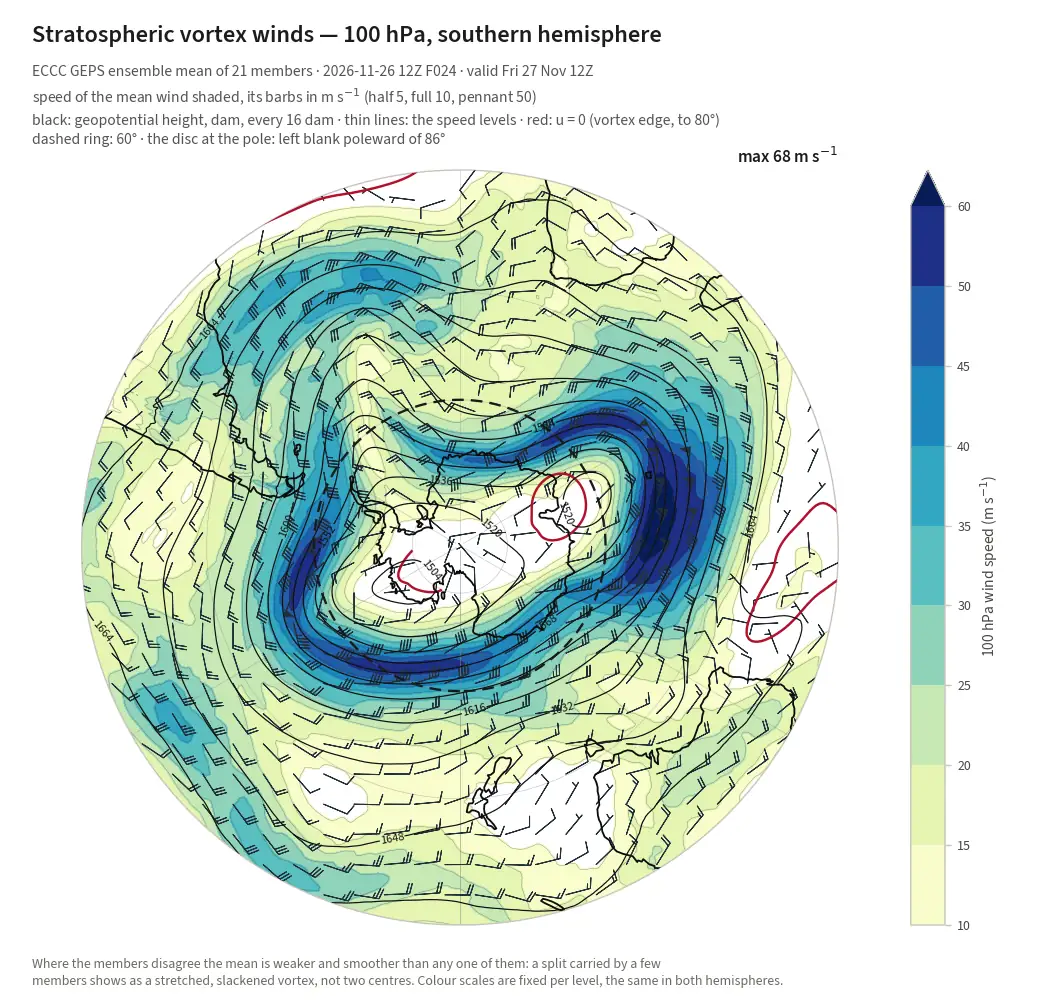 Stratospheric vortex winds — 100 hPa, southern hemisphere
ECCC GEPS ensemble mean of 21 members · 2026-11-26 12Z F024 · valid Fri 27 Nov 12Z
speed of the mean wind shaded, its barbs in m s⁻¹ (half 5, full 10, pennant 50)
black: geopotential height, dam, every 16 dam · thin lines: the speed levels · red: u = 0 (vortex edge, to 80°)
dashed ring: 60° · the disc at the pole: left blank poleward of 86°
max 68 m s⁻¹
60
50
45
40
35
30
25
20
15
10
100 hPa wind speed (m s⁻¹)
1536
1520
1520
1504
1664
1664
1616
1632
1648
Where the members disagree the mean is weaker and smoother than any one of them: a split carried by a few
members shows as a stretched, slackened vortex, not two centres. Colour scales are fixed per level, the same in both hemispheres.